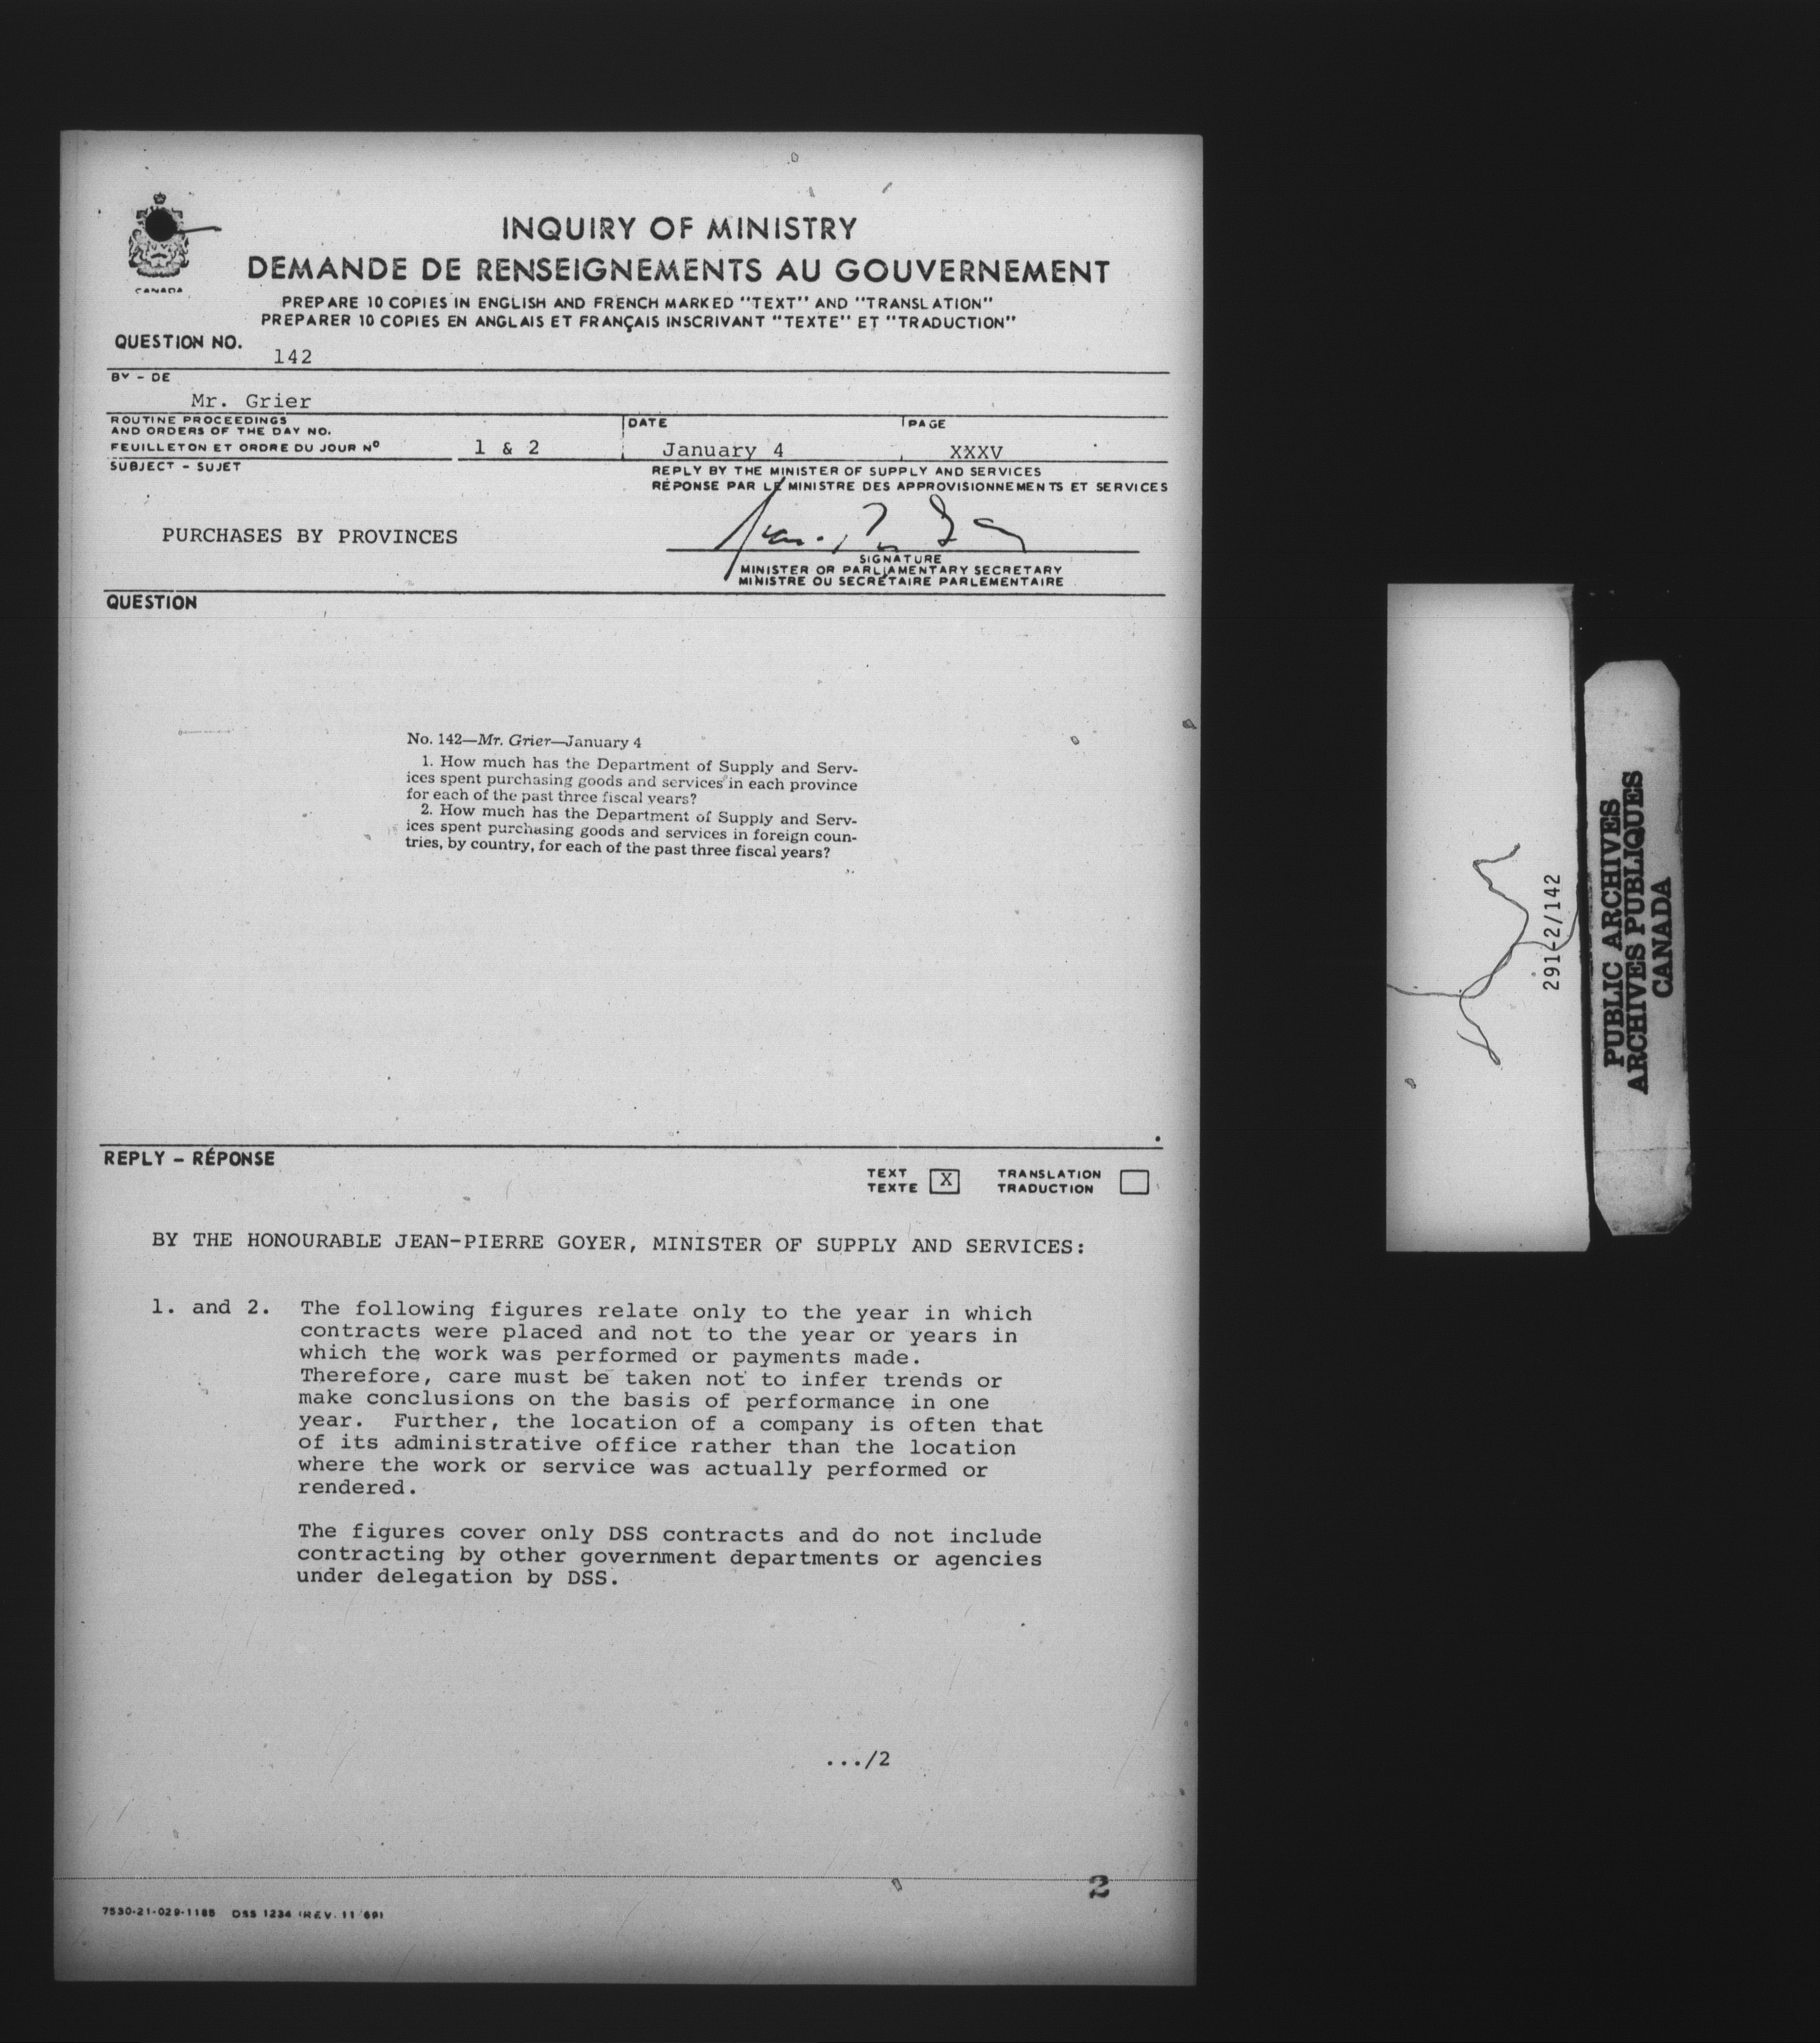 CANADA
INQUIRY OF MINISTRY
DEMANDE DE RENSEIGNEMENTS AU GOUVERNEMENT
PREPARE 10 COPIES IN ENGLISH AND FRENCH MARKED "TEXT" AND "TRANSLATION"
PREPARER 10 COPIES EN ANGLAIS ET FRANÇAIS INSCRIVANT "TEXTE" ET "TRADUCTION"
QUESTION NO.
142
BY - DE
Mr. Grier
ROUTINE PROCEEDINGS
AND ORDERS OF THE DAY NO.
FEUILLETON ET ORDRE DU JOUR Nº
1 & 2
DATE
January 4
PAGE
XXXV
SUBJECT - SUJET
PURCHASES BY PROVINCES
REPLY BY THE MINISTER OF SUPPLY AND SERVICES
RÉPONSE PAR LE MINISTRE DES APPROVISIONNEMENTS ET SERVICES
SIGNATURE
MINISTER OR PARLIAMENTARY SECRETARY
MINISTRE OU SECRÉTAIRE PARLEMENTAIRE
QUESTION
No. 142—Mr. Grier—January 4
1. How much has the Department of Supply and Serv-
ices spent purchasing goods and services in each province
for each of the past three fiscal years?
2. How much has the Department of Supply and Serv-
ices spent purchasing goods and services in foreign coun-
tries, by country, for each of the past three fiscal years?
REPLY - RÉPONSE
TEXT
TEXTE
X
TRANSLATION
TRADUCTION
BY THE HONOURABLE JEAN-PIERRE GOYER, MINISTER OF SUPPLY AND SERVICES:
1. and 2. The following figures relate only to the year in which
contracts were placed and not to the year or years in
which the work was performed or payments made.
Therefore, care must be taken not to infer trends or
make conclusions on the basis of performance in one
year. Further, the location of a company is often that
of its administrative office rather than the location
where the work or service was actually performed or
rendered.
The figures cover only DSS contracts and do not include
contracting by other government departments or agencies
under delegation by DSS.
.../2
2
7530-21-029-1185 DSS 1234 (REV. 11/69)
291-2/142
PUBLIC ARCHIVES
ARCHIVES PUBLIQUES
CANADA